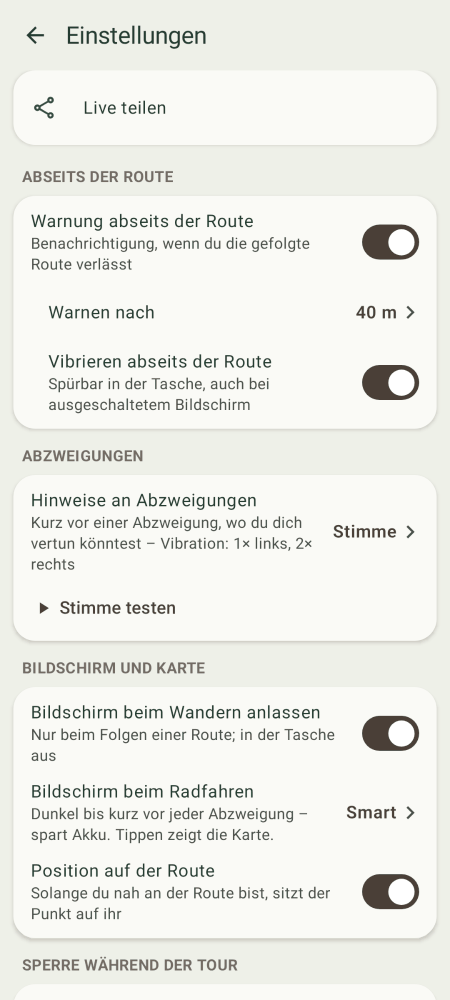 Einstellungen
Live teilen
ABSEITS DER ROUTE
Warnung abseits der Route
Benachrichtigung, wenn du die gefolgte
Route verlässt
Warnen nach
40 m
Vibrieren abseits der Route
Spürbar in der Tasche, auch bei
ausgeschaltetem Bildschirm
ABZWEIGUNGEN
Hinweise an Abzweigungen
Kurz vor einer Abzweigung, wo du dich
vertun könntest – Vibration: 1× links, 2×
rechts
Stimme
Stimme testen
BILDSCHIRM UND KARTE
Bildschirm beim Wandern anlassen
Nur beim Folgen einer Route; in der Tasche
aus
Bildschirm beim Radfahren
Dunkel bis kurz vor jeder Abzweigung –
spart Akku. Tippen zeigt die Karte.
Smart
Position auf der Route
Solange du nah an der Route bist, sitzt der
Punkt auf ihr
SPERRE WÄHREND DER TOUR